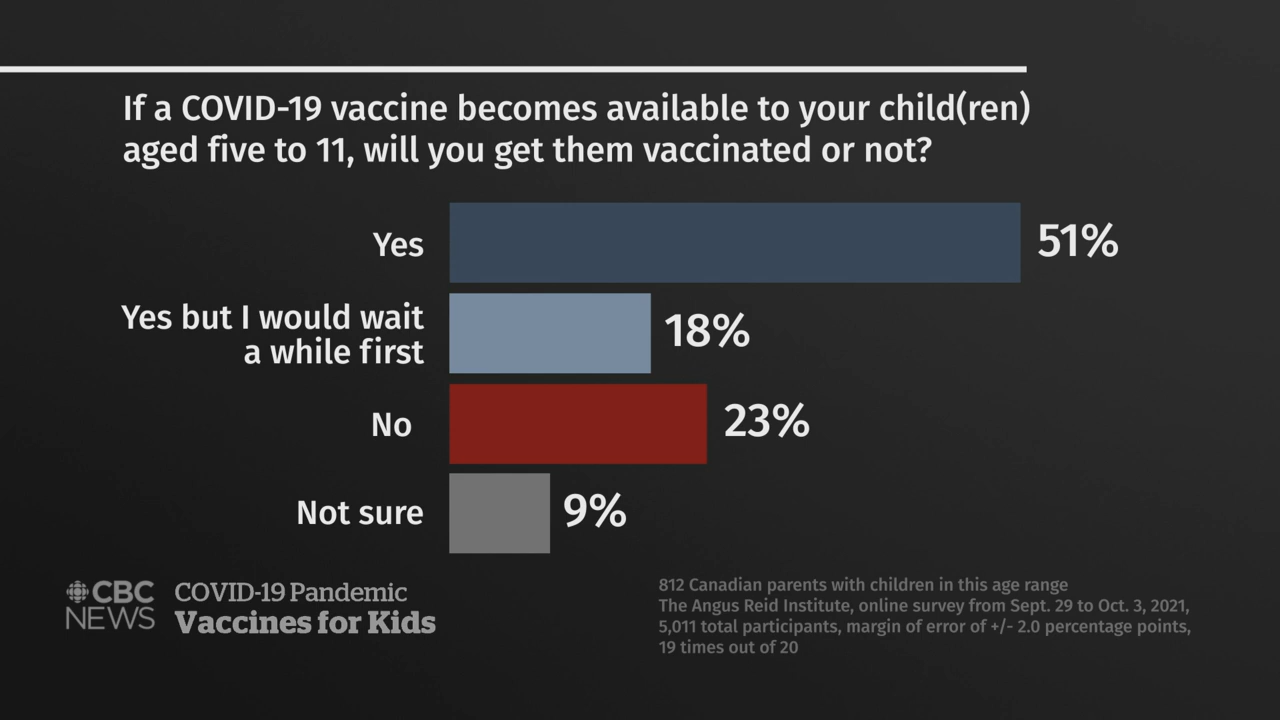 If a COVID-19 vaccine becomes available to your child(ren)
aged five to 11, will you get them vaccinated or not?
Yes
51%
Yes but I would wait
a while first
18%
No
23%
Not sure
9%
CBC
NEWS
COVID-19 Pandemic
Vaccines for Kids
812 Canadian parents with children in this age range
The Angus Reid Institute, online survey from Sept. 29 to Oct. 3, 2021,
5,011 total participants, margin of error of +/- 2.0 percentage points,
19 times out of 20